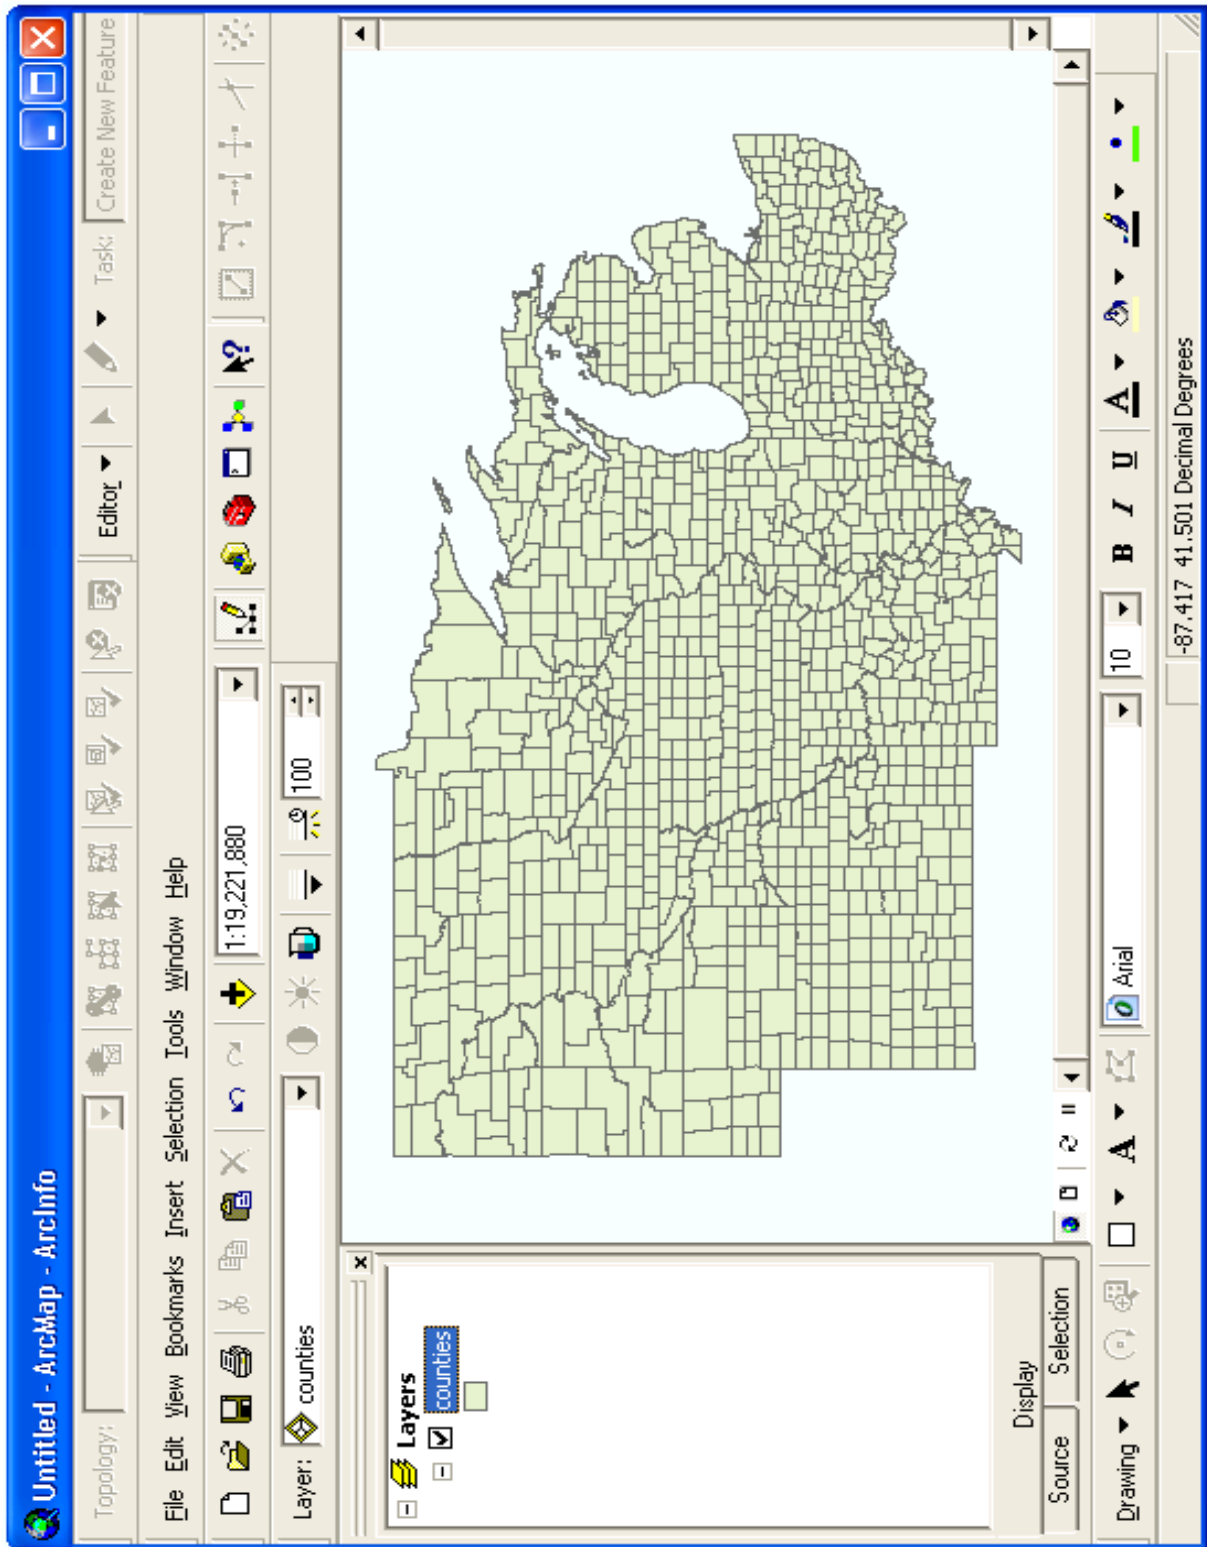 Untitled - ArcMap - ArcInfo
Topology:
Editor
Task:
Create New Feature
File Edit View Bookmarks Insert Selection Tools Window Help
1:19,221,880
Layer:
counties
100
Layers
counties
Display
Source
Selection
Drawing
A
Arial
10
B I U
A
-87.417 41.501 Decimal Degrees